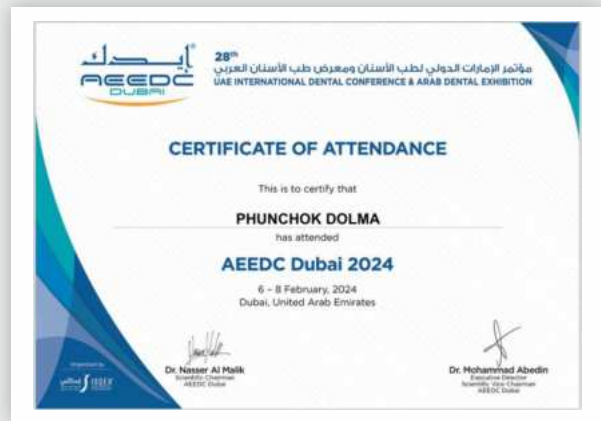 إيدك
AEEDC
DUBAI
28th
مؤتمر الإمارات الدولي لطب الأسنان ومعرض طب الأسنان العربي
UAE INTERNATIONAL DENTAL CONFERENCE & ARAB DENTAL EXHIBITION
CERTIFICATE OF ATTENDANCE
This is to certify that
PHUNCHOK DOLMA
has attended
AEEDC Dubai 2024
6 – 8 February, 2024
Dubai, United Arab Emirates
Dr. Nasser Al Malik
Scientific Chairman
AEEDC Dubai
Dr. Mohammad Abedin
Executive Director
Scientific Vice Chairman
AEEDC Dubai
Organised by
INDEX